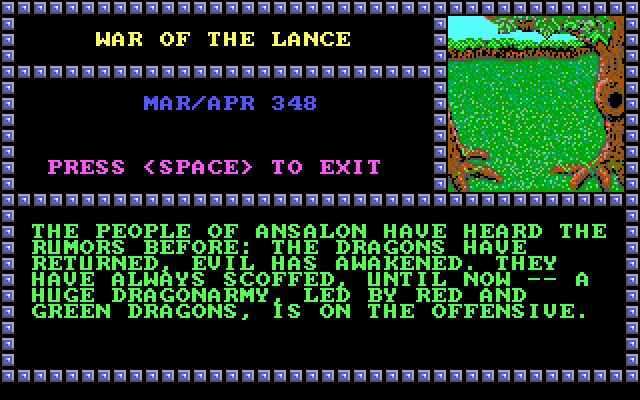 WAR OF THE LANCE
MAR/APR 348
PRESS <SPACE> TO EXIT
THE PEOPLE OF ANSALON HAVE HEARD THE
RUMORS BEFORE: THE DRAGONS HAVE
RETURNED, EVIL HAS AWAKENED. THEY
HAVE ALWAYS SCOFFED, UNTIL NOW -- A
HUGE DRAGONARMY, LED BY RED AND
GREEN DRAGONS, IS ON THE OFFENSIVE.